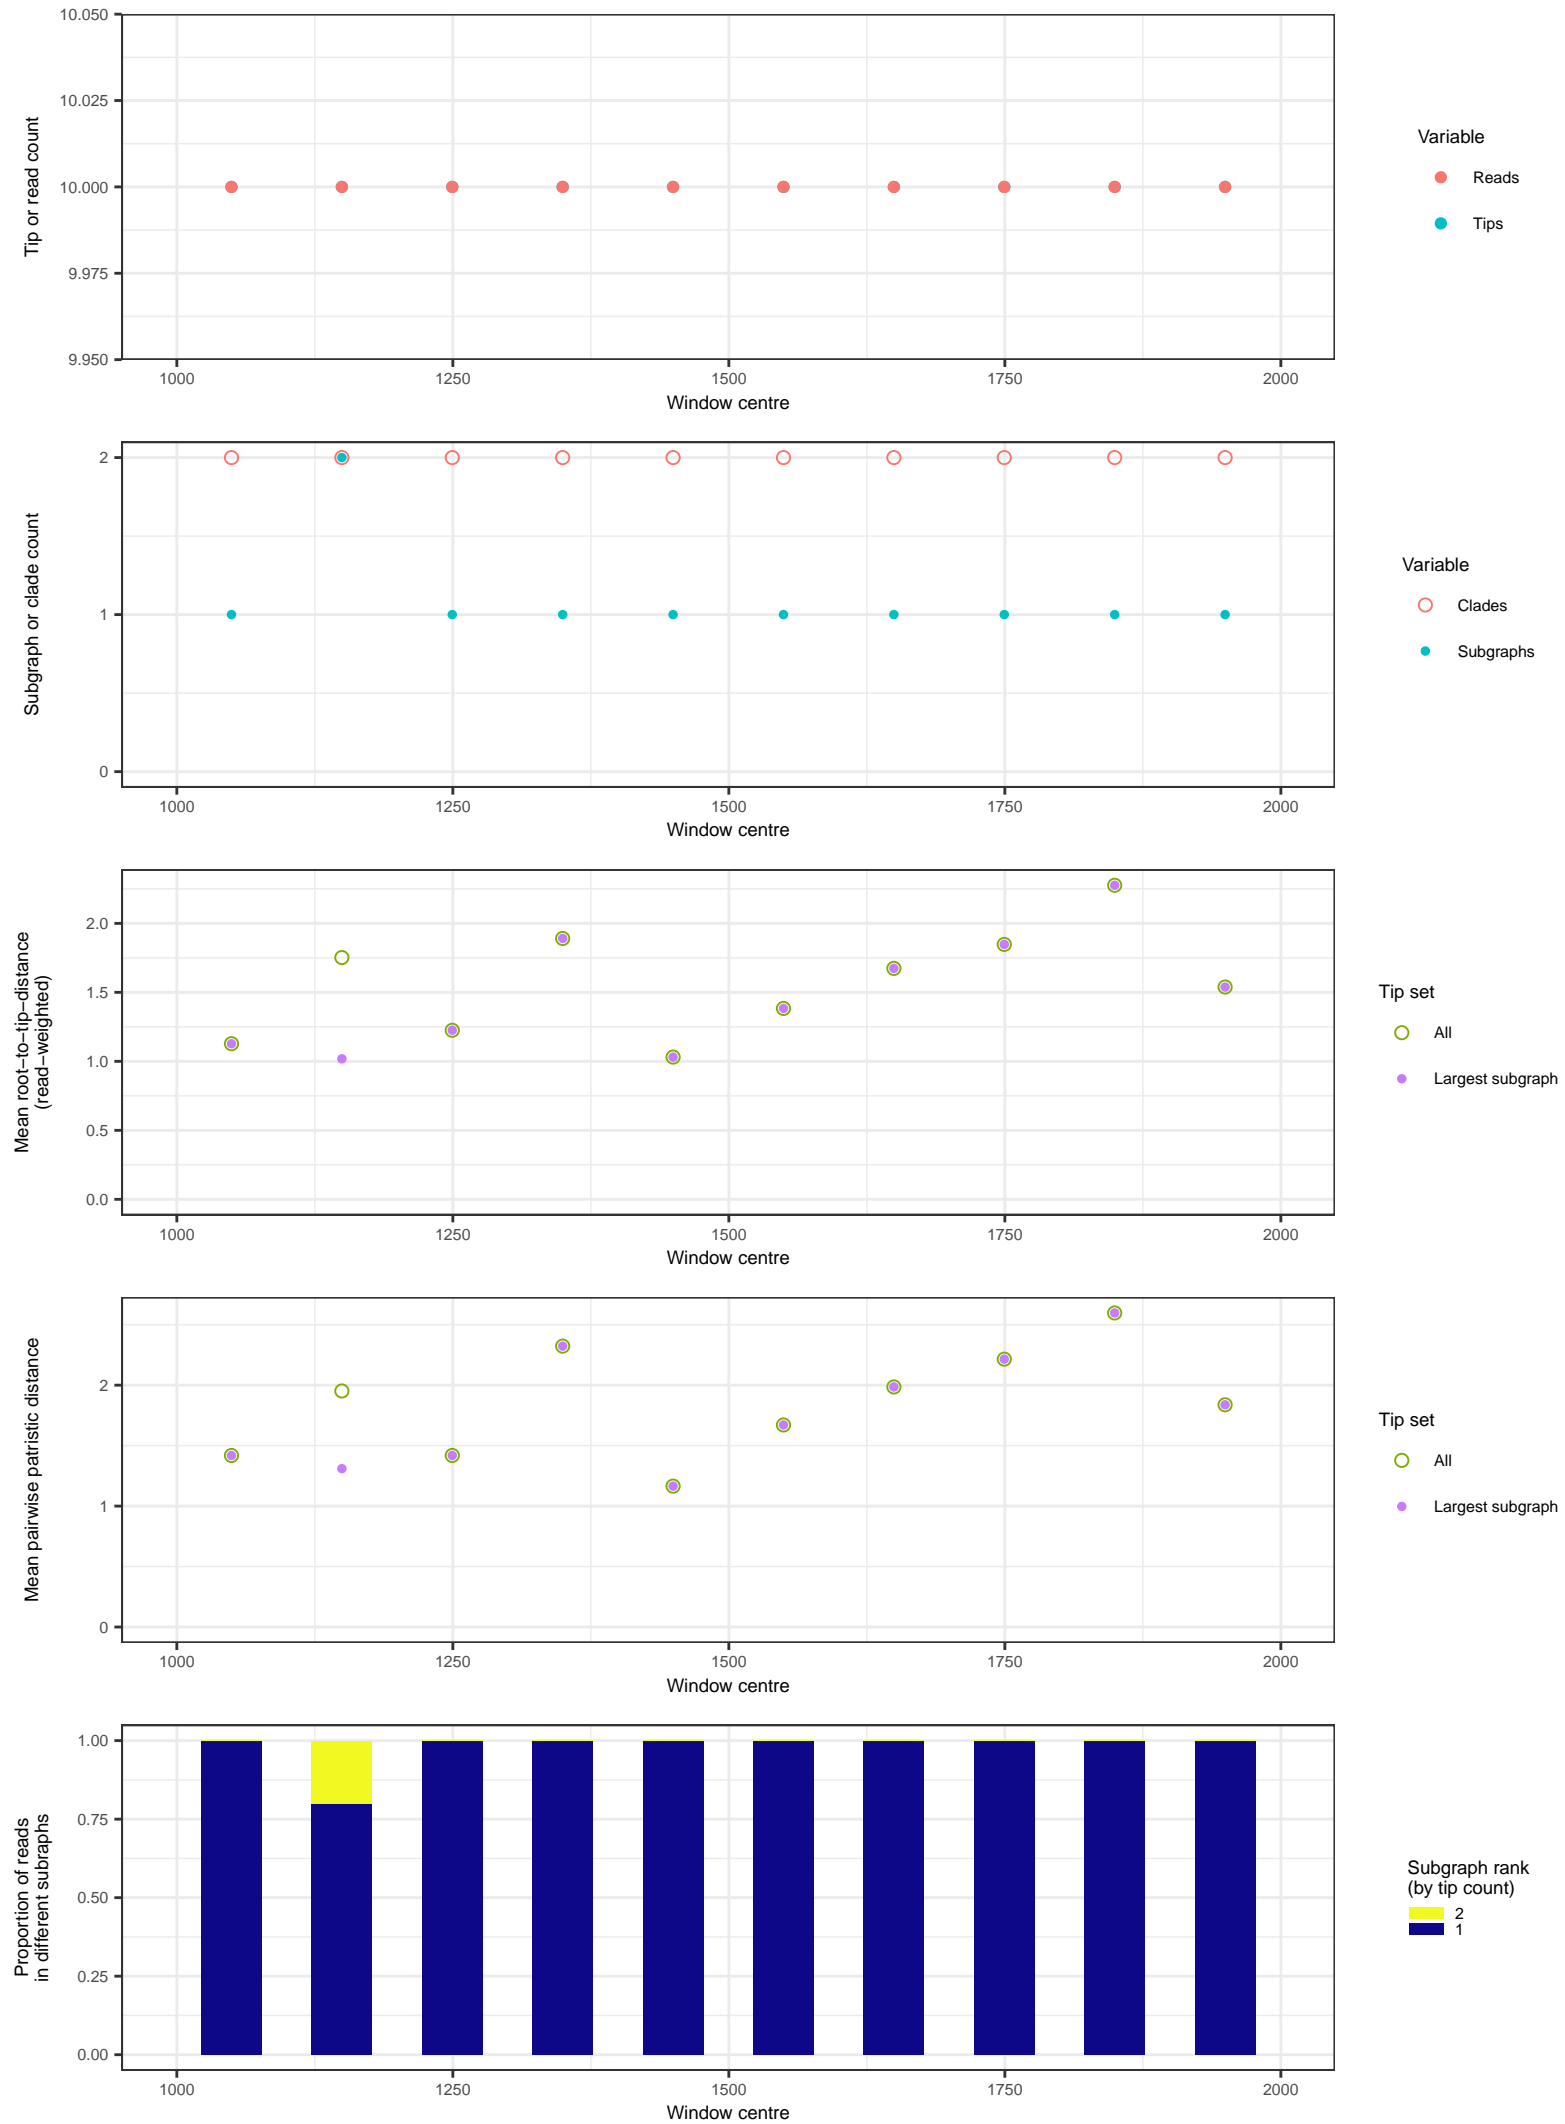 10.050
10.025
10.000
9.975
9.950
Tip or read count
1000 1250 1500 1750 2000
Window centre
Variable
Reads
Tips
2
1
0
Subgraph or clade count
1000 1250 1500 1750 2000
Window centre
Variable
Clades
Subgraphs
2.0
1.5
1.0
0.5
0.0
Mean root−to−tip−distance
(read−weighted)
1000 1250 1500 1750 2000
Window centre
Tip set
All
Largest subgraph
2
1
0
Mean pairwise patristic distance
1000 1250 1500 1750 2000
Window centre
Tip set
All
Largest subgraph
1.00
0.75
0.50
0.25
0.00
Proportion of reads
in different subraphs
1000 1250 1500 1750 2000
Window centre
Subgraph rank
(by tip count)
2
1